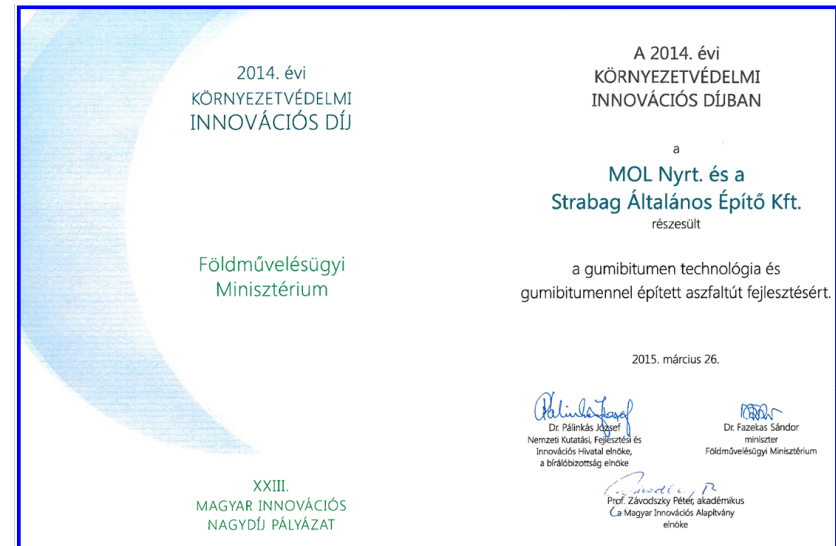 2014. évi
KÖRNYEZETVÉDELMI
INNOVÁCIÓS DÍJ
Földművelésügyi
Minisztérium
XXIII.
MAGYAR INNOVÁCIÓS
NAGYDÍJ PÁLYÁZAT
A 2014. évi
KÖRNYEZETVÉDELMI
INNOVÁCIÓS DÍJBAN
a
MOL Nyrt. és a
Strabag Általános Építő Kft.
részesült
a gumibitumen technológia és
gumibitumennel épített aszfaltút fejlesztésért.
2015. március 26.
Dr. Pálinkás József
Nemzeti Kutatási, Fejlesztési és
Innovációs Hivatal elnöke,
a bírálóbizottság elnöke
Dr. Fazekas Sándor
miniszter
Földművelésügyi Minisztérium
Prof. Závodszky Péter, akadémikus
a Magyar Innovációs Alapítvány
elnöke